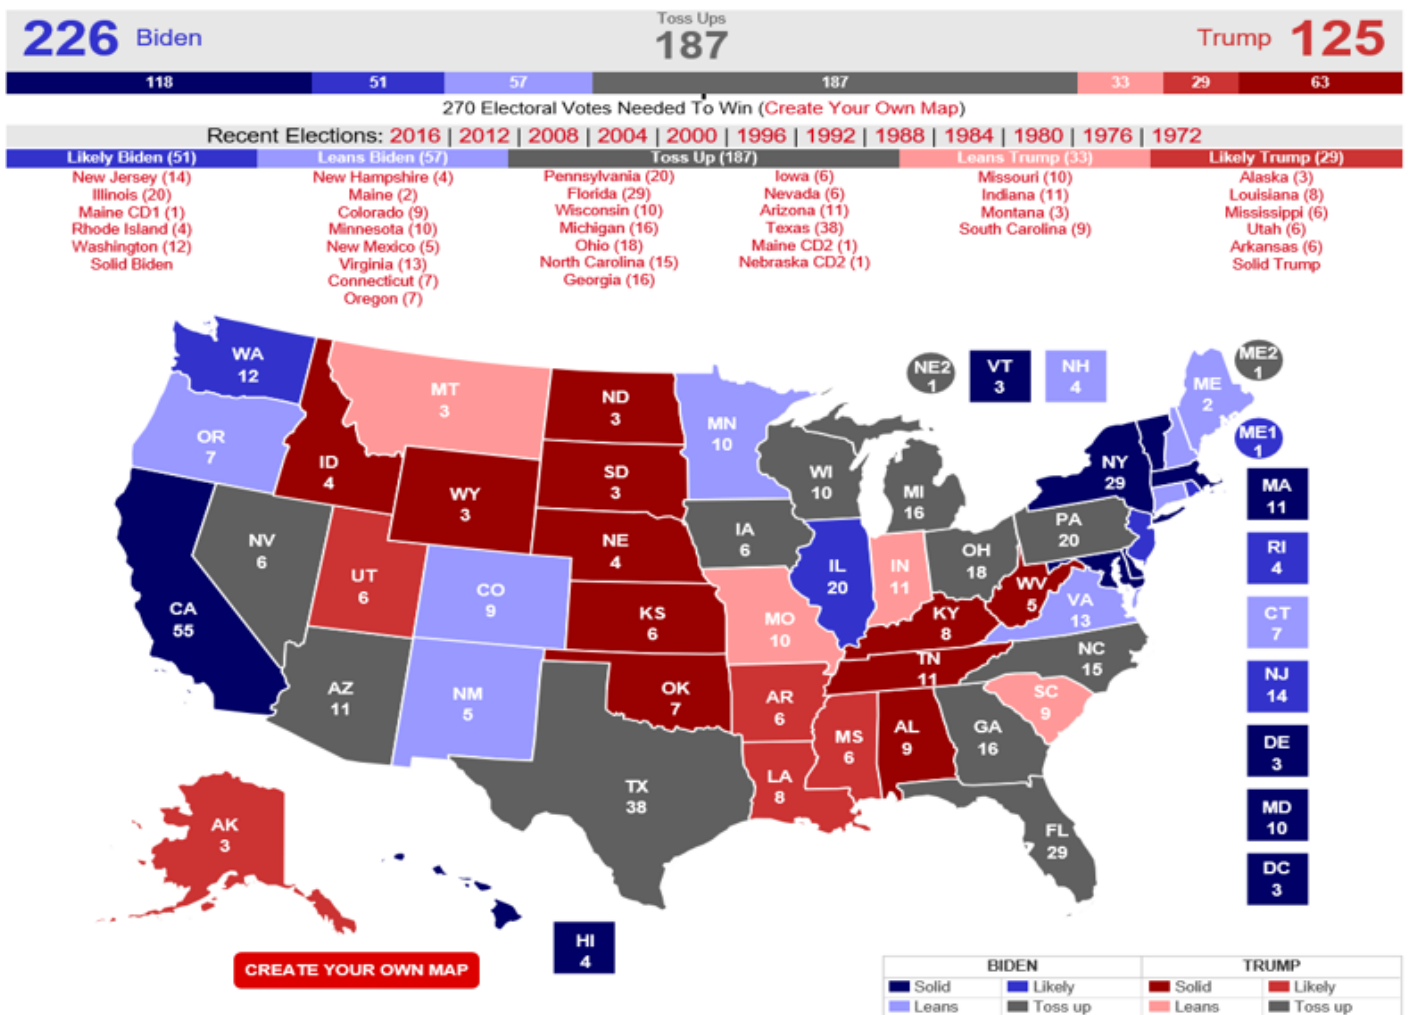 226 Biden Toss Ups 187 Trump 125
118 51 57 187 33 29 63
270 Electoral Votes Needed To Win (Create Your Own Map)
Recent Elections: 2016 | 2012 | 2008 | 2004 | 2000 | 1996 | 1992 | 1988 | 1984 | 1980 | 1976 | 1972
Likely Biden (51)
New Jersey (14)
Illinois (20)
Maine CD1 (1)
Rhode Island (4)
Washington (12)
Solid Biden
Leans Biden (57)
New Hampshire (4)
Maine (2)
Colorado (9)
Minnesota (10)
New Mexico (5)
Virginia (13)
Connecticut (7)
Oregon (7)
Toss Up (187)
Pennsylvania (20)
Florida (29)
Wisconsin (10)
Michigan (16)
Ohio (18)
North Carolina (15)
Georgia (16)
Iowa (6)
Nevada (6)
Arizona (11)
Texas (38)
Maine CD2 (1)
Nebraska CD2 (1)
Leans Trump (33)
Missouri (10)
Indiana (11)
Montana (3)
South Carolina (9)
Likely Trump (29)
Alaska (3)
Louisiana (8)
Mississippi (6)
Utah (6)
Arkansas (6)
Solid Trump
WA
12
OR
7
CA
55
NV
6
ID
4
MT
3
WY
3
UT
6
AZ
11
CO
9
NM
5
ND
3
SD
3
NE
4
KS
6
OK
7
TX
38
MN
10
IA
6
MO
10
AR
6
LA
8
WI
10
IL
20
MI
16
IN
11
OH
18
KY
8
TN
11
MS
6
AL
9
GA
16
FL
29
SC
9
NC
15
VA
13
WV
5
PA
20
NY
29
NE2
1
VT
3
NH
4
ME
2
ME2
1
ME1
1
MA
11
RI
4
CT
7
NJ
14
DE
3
MD
10
DC
3
AK
3
HI
4
CREATE YOUR OWN MAP
BIDEN TRUMP
Solid Likely Solid Likely
Leans Toss up Leans Toss up